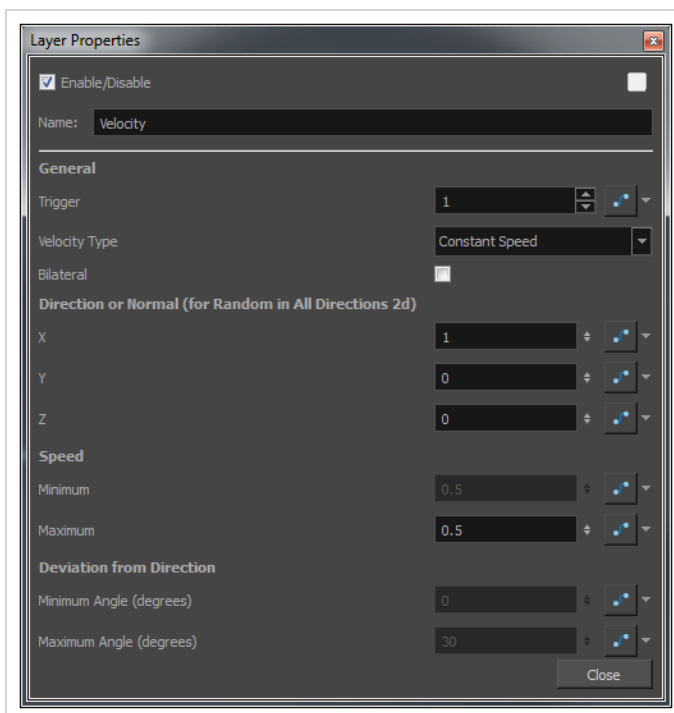 Layer Properties
Enable/Disable
Name: Velocity
General
Trigger 1
Velocity Type Constant Speed
Bilateral
Direction or Normal (for Random in All Directions 2d)
X 1
Y 0
Z 0
Speed
Minimum 0.5
Maximum 0.5
Deviation from Direction
Minimum Angle (degrees) 0
Maximum Angle (degrees) 30
Close